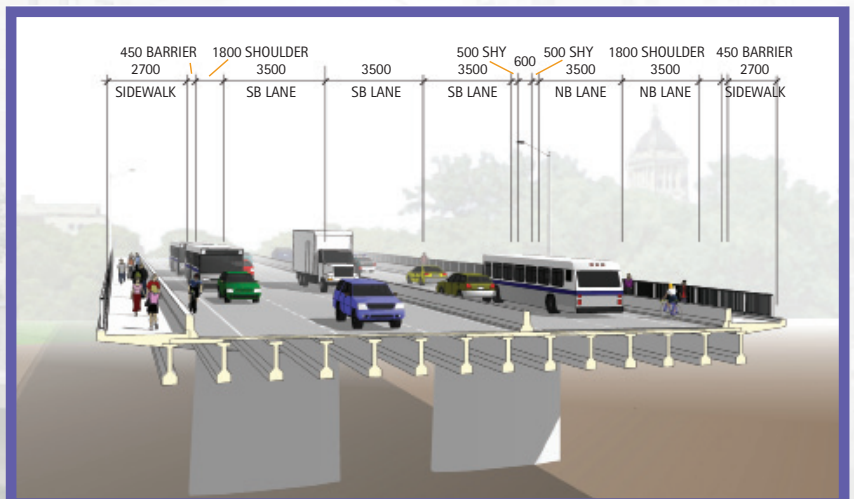 450 BARRIER 1800 SHOULDER 500 SHY 600 500 SHY 1800 SHOULDER 450 BARRIER
2700 3500 3500 3500 3500 3500 2700
SIDEWALK SB LANE SB LANE SB LANE NB LANE NB LANE SIDEWALK